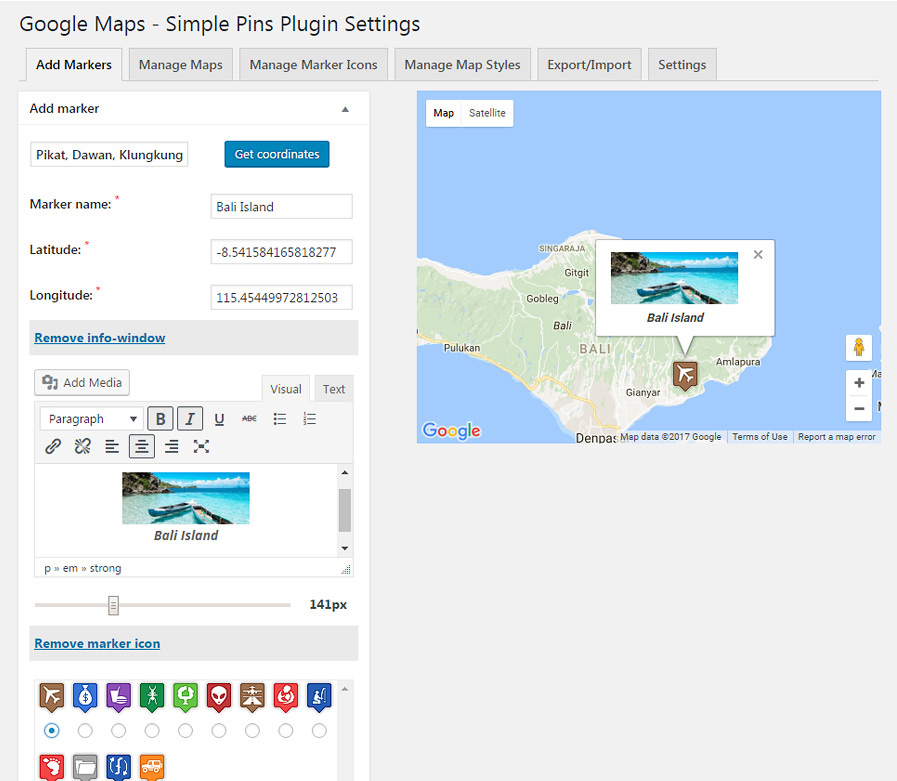 Google Maps - Simple Pins Plugin Settings
Add Markers
Manage Maps
Manage Marker Icons
Manage Map Styles
Export/Import
Settings
Add marker
Pikat, Dawan, Klungkung
Get coordinates
Marker name: *
Bali Island
Latitude: *
-8.541584165818277
Longitude: *
115.45449972812503
Remove info-window
Add Media
Visual
Text
Paragraph
B
I
U
ABC
Bali Island
p » em » strong
141px
Remove marker icon
Map
Satellite
SINGARAJA
Gitgit
Gobleg
Bali
Bali Island
Pulukan
BALI
Amlapura
Gianyar
Denpas
Google
Map data ©2017 Google
Terms of Use
Report a map error